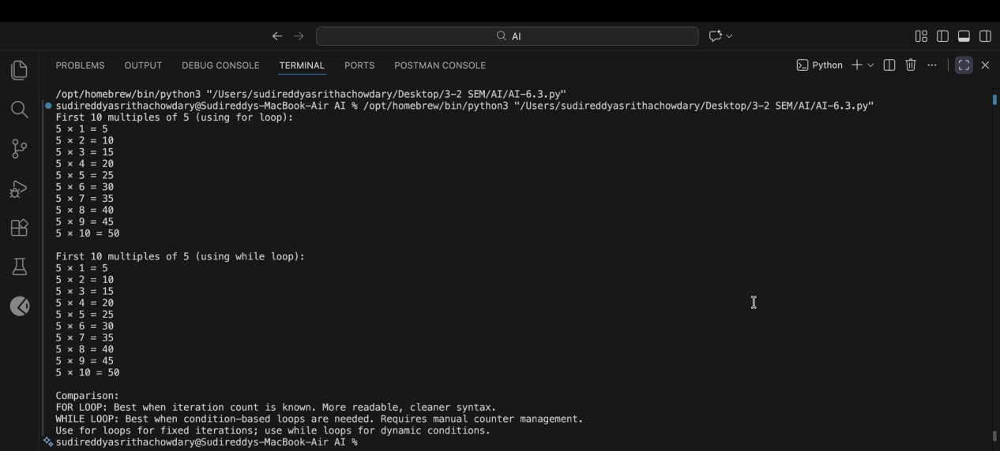 AI
PROBLEMS OUTPUT DEBUG CONSOLE TERMINAL PORTS POSTMAN CONSOLE Python
/opt/homebrew/bin/python3 "/Users/sudireddyasrithachowdary/Desktop/3-2 SEM/AI/AI-6.3.py"
sudireddyasrithachowdary@Sudireddys-MacBook-Air AI % /opt/homebrew/bin/python3 "/Users/sudireddyasrithachowdary/Desktop/3-2 SEM/AI/AI-6.3.py"
First 10 multiples of 5 (using for loop):
5 × 1 = 5
5 × 2 = 10
5 × 3 = 15
5 × 4 = 20
5 × 5 = 25
5 × 6 = 30
5 × 7 = 35
5 × 8 = 40
5 × 9 = 45
5 × 10 = 50
First 10 multiples of 5 (using while loop):
5 × 1 = 5
5 × 2 = 10
5 × 3 = 15
5 × 4 = 20
5 × 5 = 25
5 × 6 = 30
5 × 7 = 35
5 × 8 = 40
5 × 9 = 45
5 × 10 = 50
Comparison:
FOR LOOP: Best when iteration count is known. More readable, cleaner syntax.
WHILE LOOP: Best when condition-based loops are needed. Requires manual counter management.
Use for loops for fixed iterations; use while loops for dynamic conditions.
sudireddyasrithachowdary@Sudireddys-MacBook-Air AI %